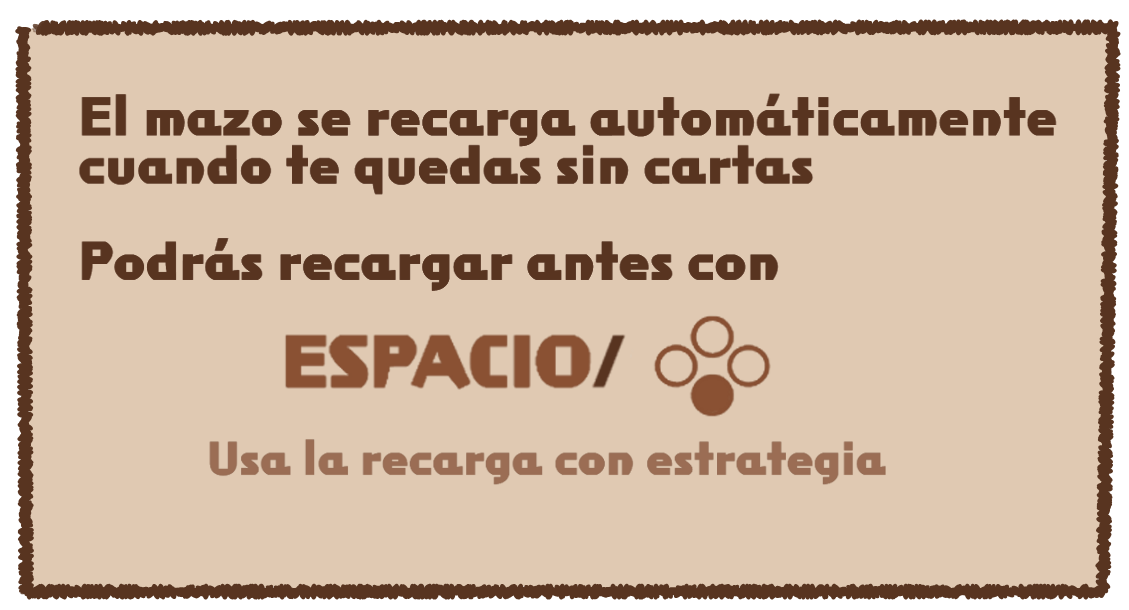 El mazo se recarga automáticamente
cuando te quedas sin cartas
Podrás recargar antes con
ESPACIO/
Usa la recarga con estrategia